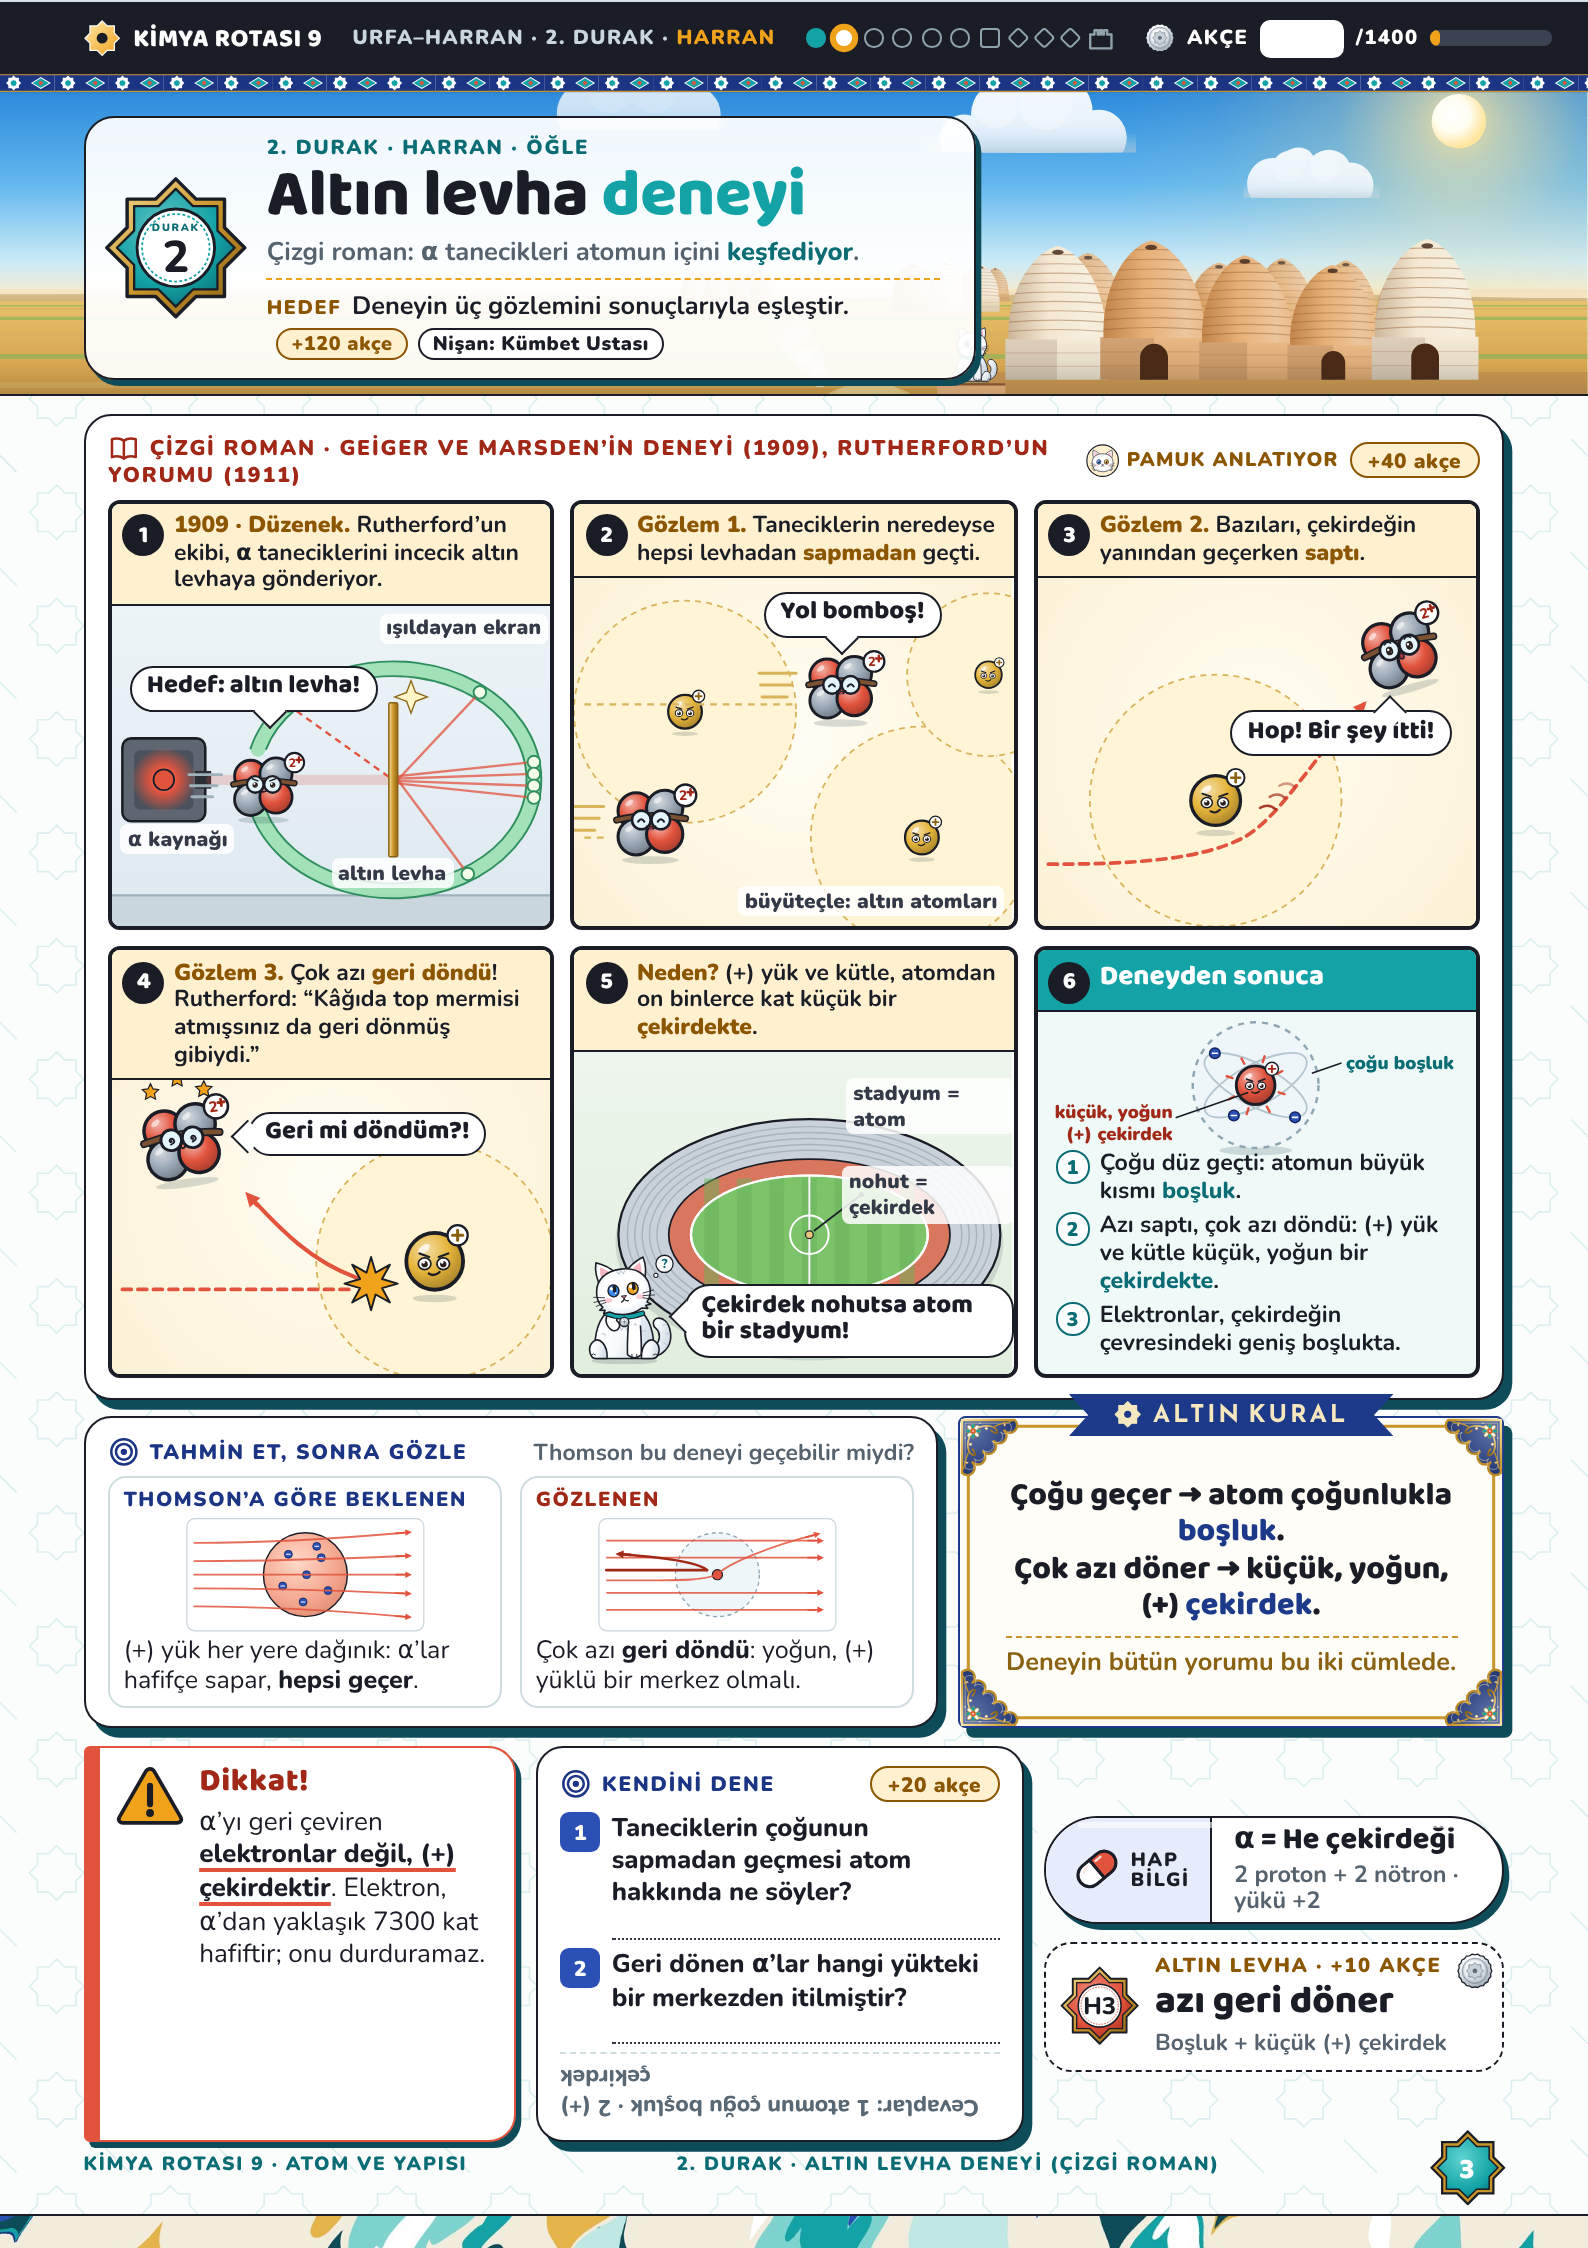 KİMYA ROTASI 9 URFA–HARRAN · 2. DURAK · HARRAN AKÇE /1400
2. DURAK · HARRAN · ÖĞLE
DURAK
2
Altın levha deneyi
Çizgi roman: α tanecikleri atomun içini keşfediyor.
HEDEF Deneyin üç gözlemini sonuçlarıyla eşleştir.
+120 akçe Nişan: Kümbet Ustası
ÇİZGİ ROMAN · GEİGER VE MARSDEN’İN DENEYİ (1909), RUTHERFORD’UN
YORUMU (1911)
PAMUK ANLATIYOR +40 akçe
1 1909 · Düzenek. Rutherford’un
ekibi, α taneciklerini incecik altın
levhaya gönderiyor.
ışıldayan ekran
Hedef: altın levha!
2+
α kaynağı
altın levha
2 Gözlem 1. Taneciklerin neredeyse
hepsi levhadan sapmadan geçti.
Yol bomboş!
2+
+
+
2+
+
büyüteçle: altın atomları
3 Gözlem 2. Bazıları, çekirdeğin
yanından geçerken saptı.
2+
Hop! Bir şey itti!
+
4 Gözlem 3. Çok azı geri döndü!
Rutherford: “Kâğıda top mermisi
atmışsınız da geri dönmüş
gibiydi.”
2+
Geri mi döndüm?!
+
5 Neden? (+) yük ve kütle, atomdan
on binlerce kat küçük bir
çekirdekte.
stadyum =
atom
nohut =
çekirdek
?
Çekirdek nohutsa atom
bir stadyum!
6 Deneyden sonuca
+
çoğu boşluk
küçük, yoğun
(+) çekirdek
1 Çoğu düz geçti: atomun büyük
kısmı boşluk.
2 Azı saptı, çok azı döndü: (+) yük
ve kütle küçük, yoğun bir
çekirdekte.
3 Elektronlar, çekirdeğin
çevresindeki geniş boşlukta.
TAHMİN ET, SONRA GÖZLE Thomson bu deneyi geçebilir miydi?
THOMSON’A GÖRE BEKLENEN
(+) yük her yere dağınık: α’lar
hafifçe sapar, hepsi geçer.
GÖZLENEN
Çok azı geri döndü: yoğun, (+)
yüklü bir merkez olmalı.
ALTIN KURAL
Çoğu geçer → atom çoğunlukla
boşluk.
Çok azı döner → küçük, yoğun,
(+) çekirdek.
Deneyin bütün yorumu bu iki cümlede.
Dikkat!
α’yı geri çeviren
elektronlar değil, (+)
çekirdektir. Elektron,
α’dan yaklaşık 7300 kat
hafiftir; onu durduramaz.
KENDİNİ DENE +20 akçe
1 Taneciklerin çoğunun
sapmadan geçmesi atom
hakkında ne söyler?
2 Geri dönen α’lar hangi yükteki
bir merkezden itilmiştir?
Cevaplar: 1 atomun çoğu boşluk · 2 (+)
çekirdek
HAP
BİLGİ
α = He çekirdeği
2 proton + 2 nötron ·
yükü +2
H3
ALTIN LEVHA · +10 AKÇE
azı geri döner
Boşluk + küçük (+) çekirdek
KİMYA ROTASI 9 · ATOM VE YAPISI 2. DURAK · ALTIN LEVHA DENEYİ (ÇİZGİ ROMAN) 3